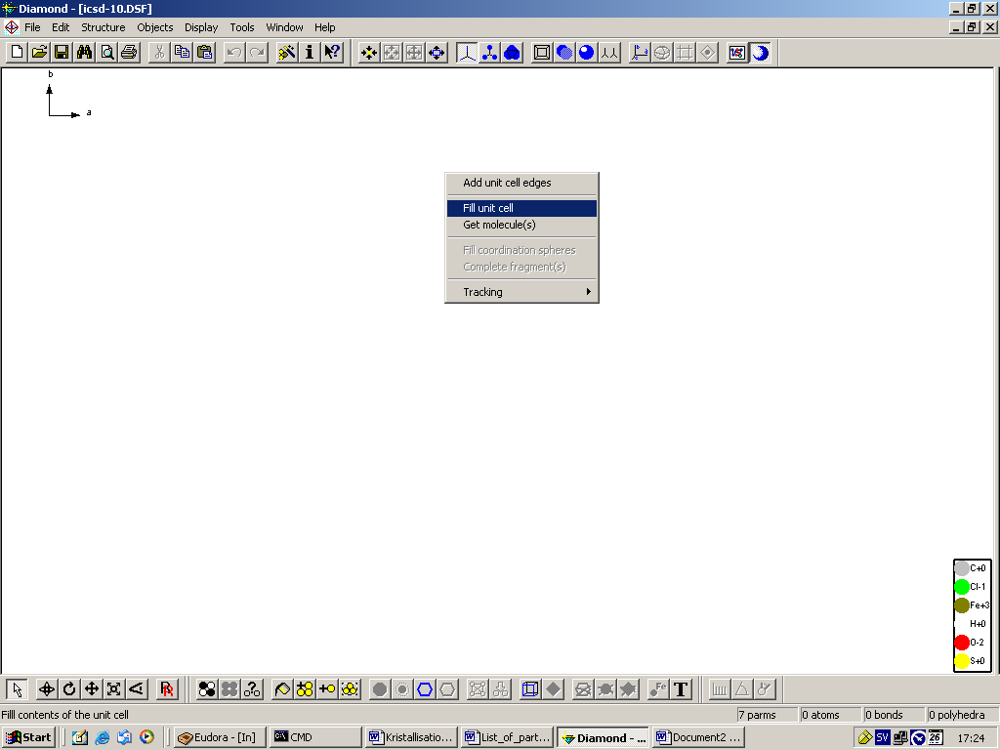 Diamond - [icsd-10.DSF]
File Edit Structure Objects Display Tools Window Help
b
a
Add unit cell edges
Fill unit cell
Get molecule(s)
Fill coordination spheres
Complete fragment(s)
Tracking
C+0
Cl-1
Fe+3
H+0
O-2
S+0
Fe T
Fill contents of the unit cell 7 parms 0 atoms 0 bonds 0 polyhedra
Start Eudora - [In] CMD Kristallisatio... List_of_part... Diamond - ... Document2 ... SV 26 17:24